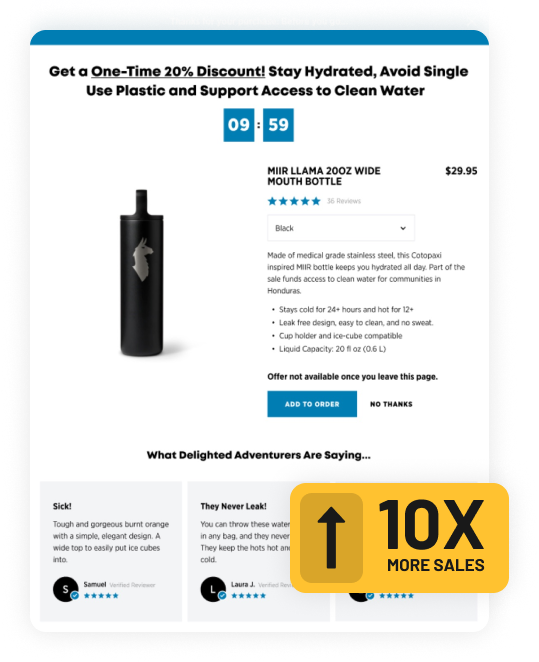 Get a One-Time 20% Discount! Stay Hydrated, Avoid Single
Use Plastic and Support Access to Clean Water
09 : 59
MIIR LLAMA 20OZ WIDE
MOUTH BOTTLE
$29.95
36 Reviews
Black
Made of medical grade stainless steel, this Cotopaxi
inspired MIIR bottle keeps you hydrated all day. Part of the
sale funds access to clean water for communities in
Honduras.
• Stays cold for 24+ hours and hot for 12+
• Leak free design, easy to clean, and no sweat.
• Cup holder and ice-cube compatible
• Liquid Capacity: 20 fl oz (0.6 L)
Offer not available once you leave this page.
ADD TO ORDER
NO THANKS
What Delighted Adventurers Are Saying...
Sick!
Tough and gorgeous burnt orange
with a simple, elegant design. A
wide top to easily put ice cubes
into.
S
Samuel Verified Reviewer
They Never Leak!
You can throw these water
in any bag, and they never
They keep the hots hot an
cold.
L
Laura J. Verified Rev
10X
MORE SALES